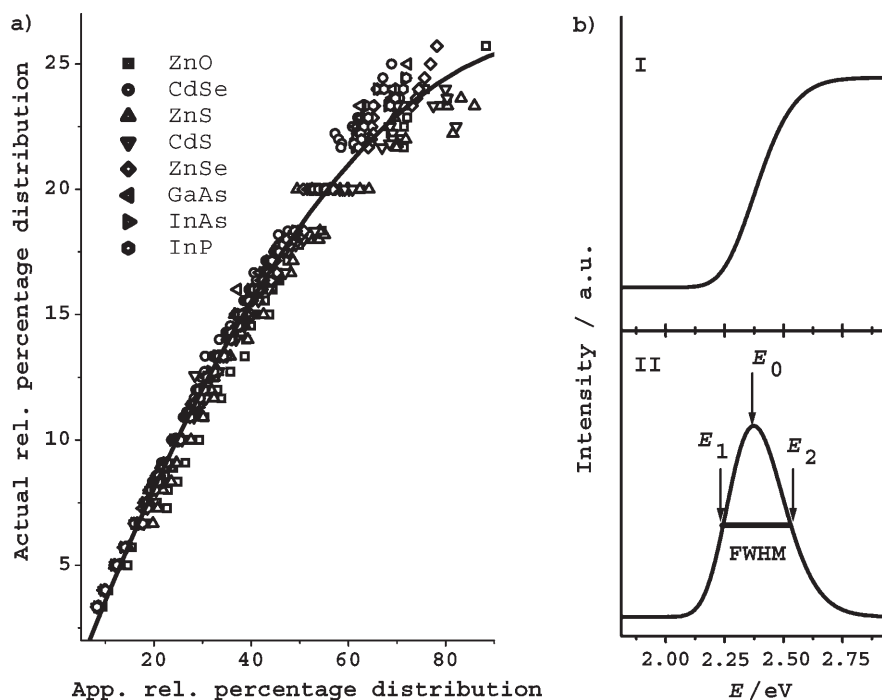 a)
Actual rel. percentage distribution
25
20
15
10
5
ZnO
CdSe
ZnS
CdS
ZnSe
GaAs
InAs
InP
20
40
60
80
App. rel. percentage distribution
b)
Intensity / a.u.
I
II
E0
E1
E2
FWHM
2.00
2.25
2.50
2.75
E /eV